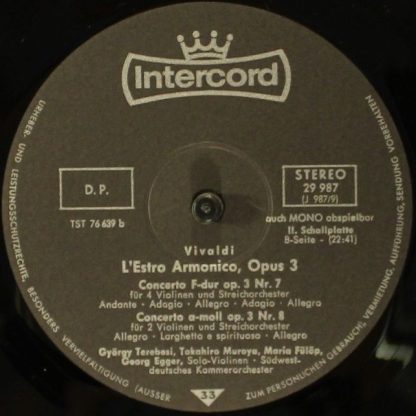 Intercord
D. P.
TST 76 639 b
STEREO
29 987
(J 987/9)
auch MONO abspielbar
II. Schallplatte
B-Seite - (22:41)
Vivaldi
L'Estro Armonico, Opus 3
Concerto F-dur op. 3 Nr. 7
für 4 Violinen und Streichorchester
Andante - Adagio - Allegro - Adagio - Allegro
Concerto a-moll op. 3 Nr. 8
für 2 Violinen und Streichorchester
Allegro - Larghetto e spirituoso - Allegro
György Terebesi, Takahiro Muroya, Maria Fülöp,
Georg Egger, Solo-Violinen - Südwest-
deutsches Kammerorchester
33
URHEBER- UND LEISTUNGSSCHUTZRECHTE, BESONDERS VERVIELFÄLTIGUNG (AUSSER
ZUM PERSÖNLICHEN GEBRAUCH), VERMIETUNG, AUFFÜHRUNG, SENDUNG VORBEHALTEN